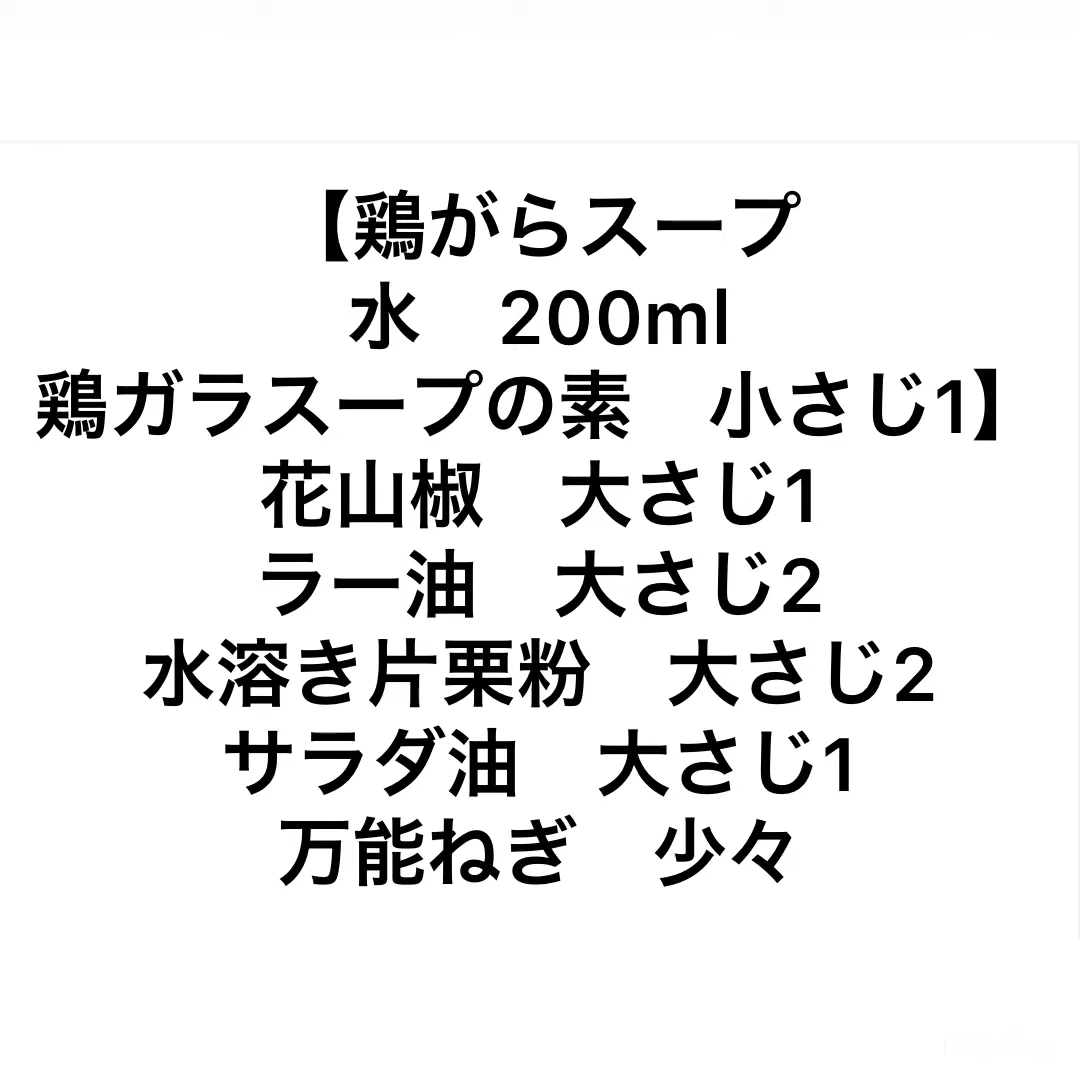 【鶏がらスープ
水　200ml
鶏ガラスープの素　小さじ1】
花山椒　大さじ1
ラー油　大さじ2
水溶き片栗粉　大さじ2
サラダ油　大さじ1
万能ねぎ　少々